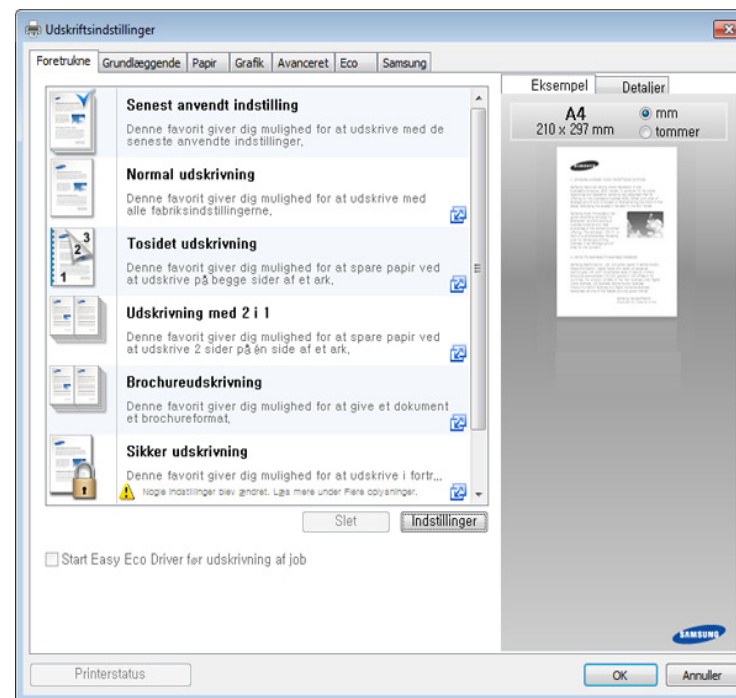 Udskriftsindstillinger
Foretrukne Grundlæggende Papir Grafik Avanceret Eco Samsung
Senest anvendt indstilling
Denne favorit giver dig mulighed for at udskrive med de
seneste anvendte indstillinger.
Normal udskrivning
Denne favorit giver dig mulighed for at udskrive med
alle fabriksindstillingerne.
Tosidet udskrivning
Denne favorit giver dig mulighed for at spare papir ved
at udskrive på begge sider af et ark.
Udskrivning med 2 i 1
Denne favorit giver dig mulighed for at spare papir ved
at udskrive 2 sider på én side af et ark.
Brochureudskrivning
Denne favorit giver dig mulighed for at give et dokument
et brochureformat.
Sikker udskrivning
Denne favorit giver dig mulighed for at udskrive i fortr...
Nogle indstillinger blev ændret. Læs mere under Flere oplysninger.
Slet Indstillinger
Start Easy Eco Driver før udskrivning af job
Eksempel Detaljer
A4
210 x 297 mm
mm
tommer
SAMSUNG
Printerstatus OK Annuller